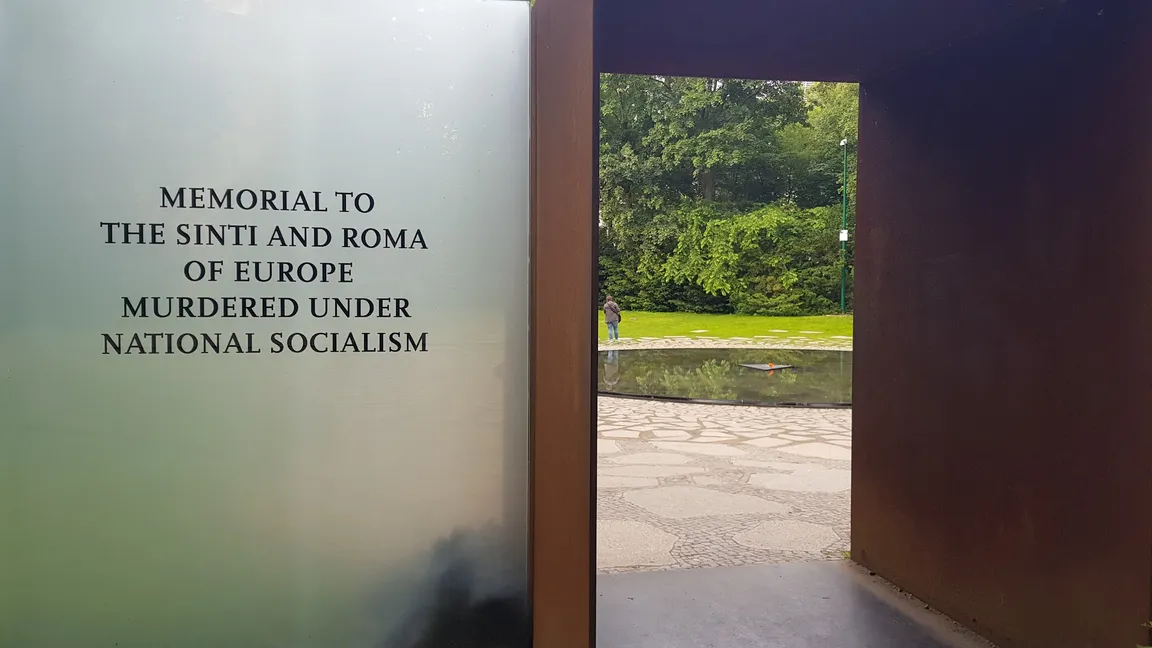 MEMORIAL TO
THE SINTI AND ROMA
OF EUROPE
MURDERED UNDER
NATIONAL SOCIALISM